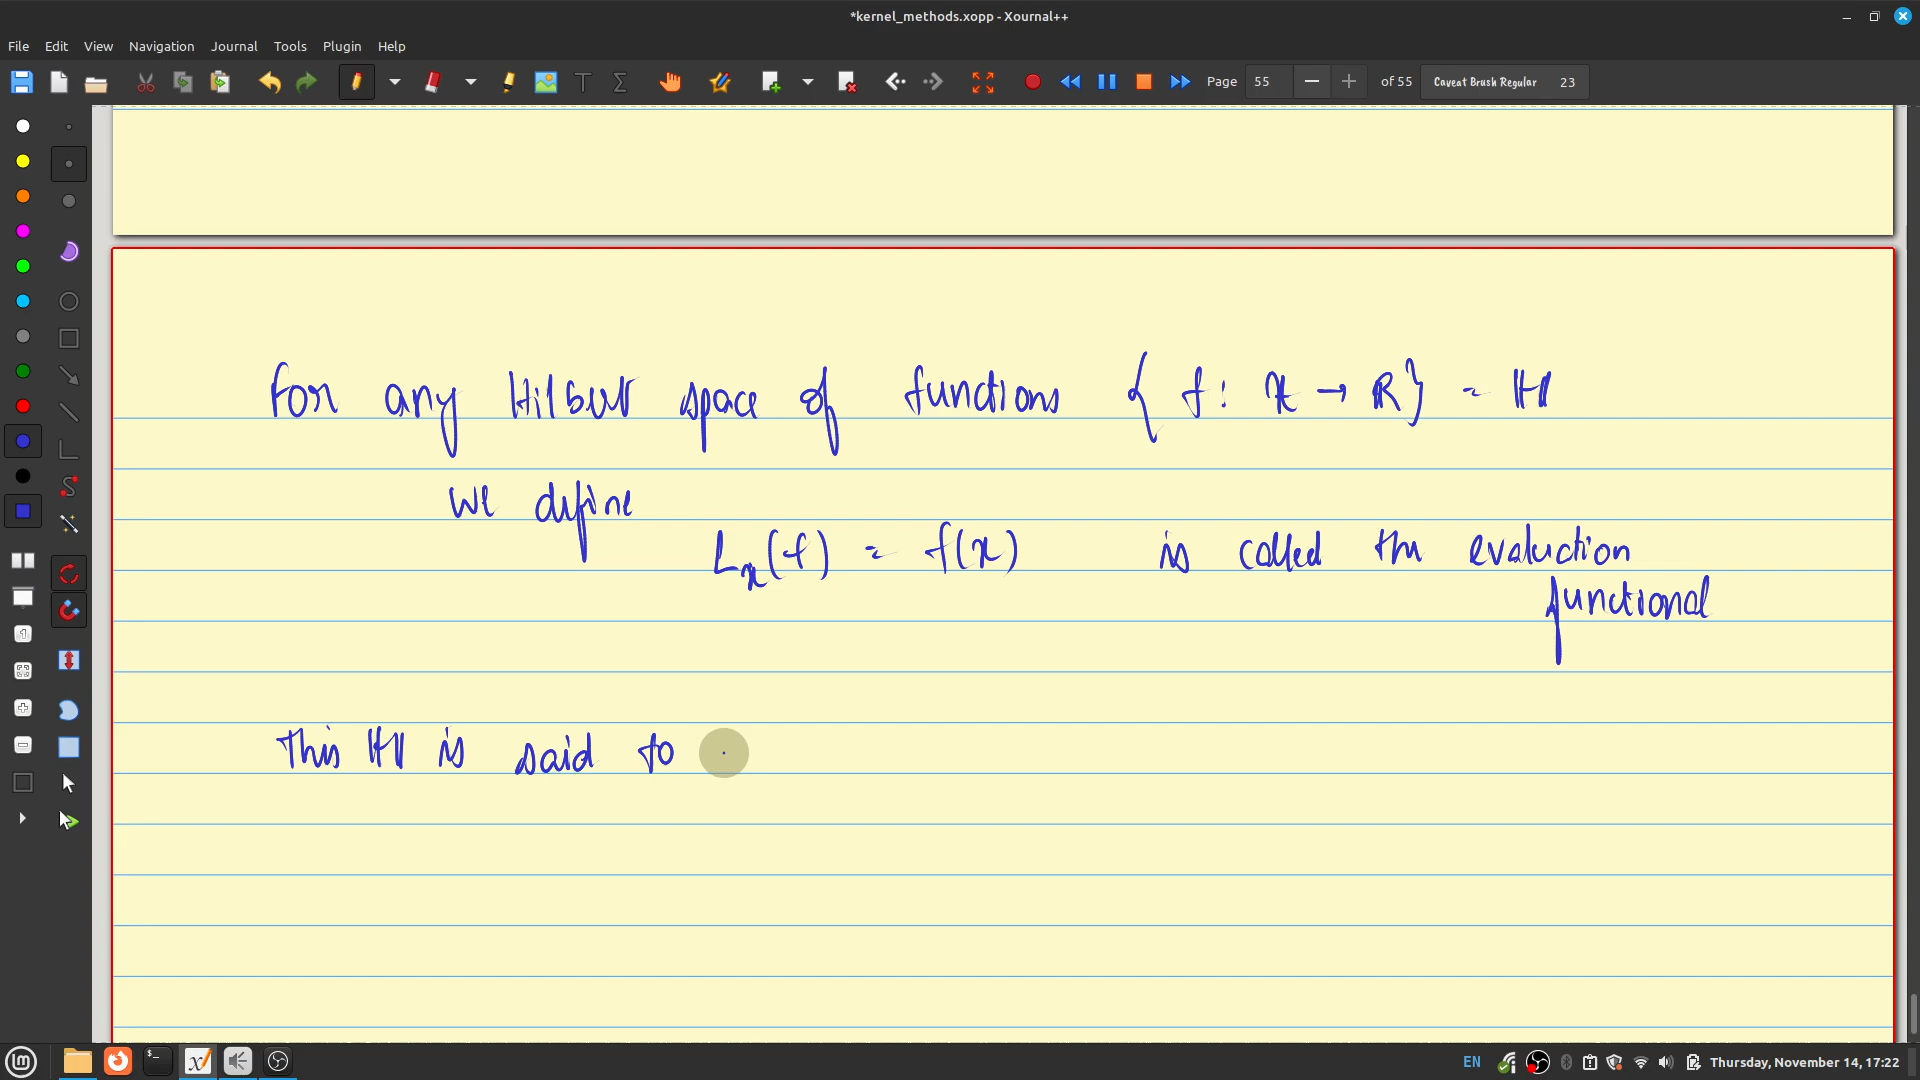 *kernel_methods.xopp - Xournal++
File Edit View Navigation Journal Tools Plugin Help
Page 55 of 55 Caveat Brush Regular 23
For any Hilbert space of functions { f : X → R } = H
we define
L_x(f) = f(x) is called the evaluation
functional
This H is said to
EN Thursday, November 14, 17:22